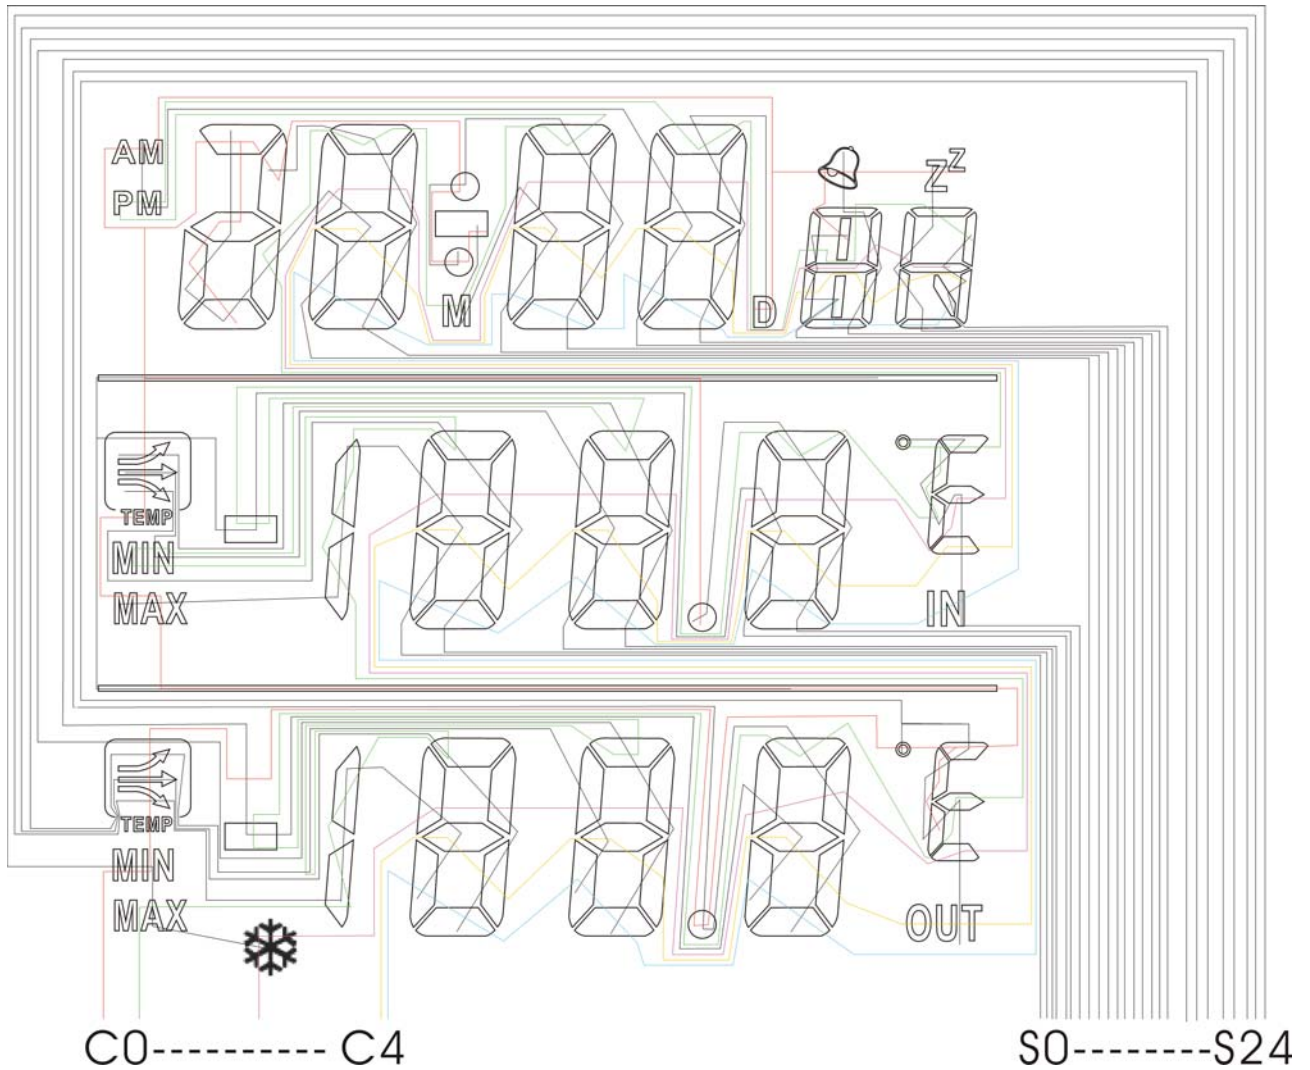 AM
Z Z
PM
M
D
TEMP
MIN
MAX
IN
TEMP
MIN
MAX
OUT
C0---------- C4
S0--------S24